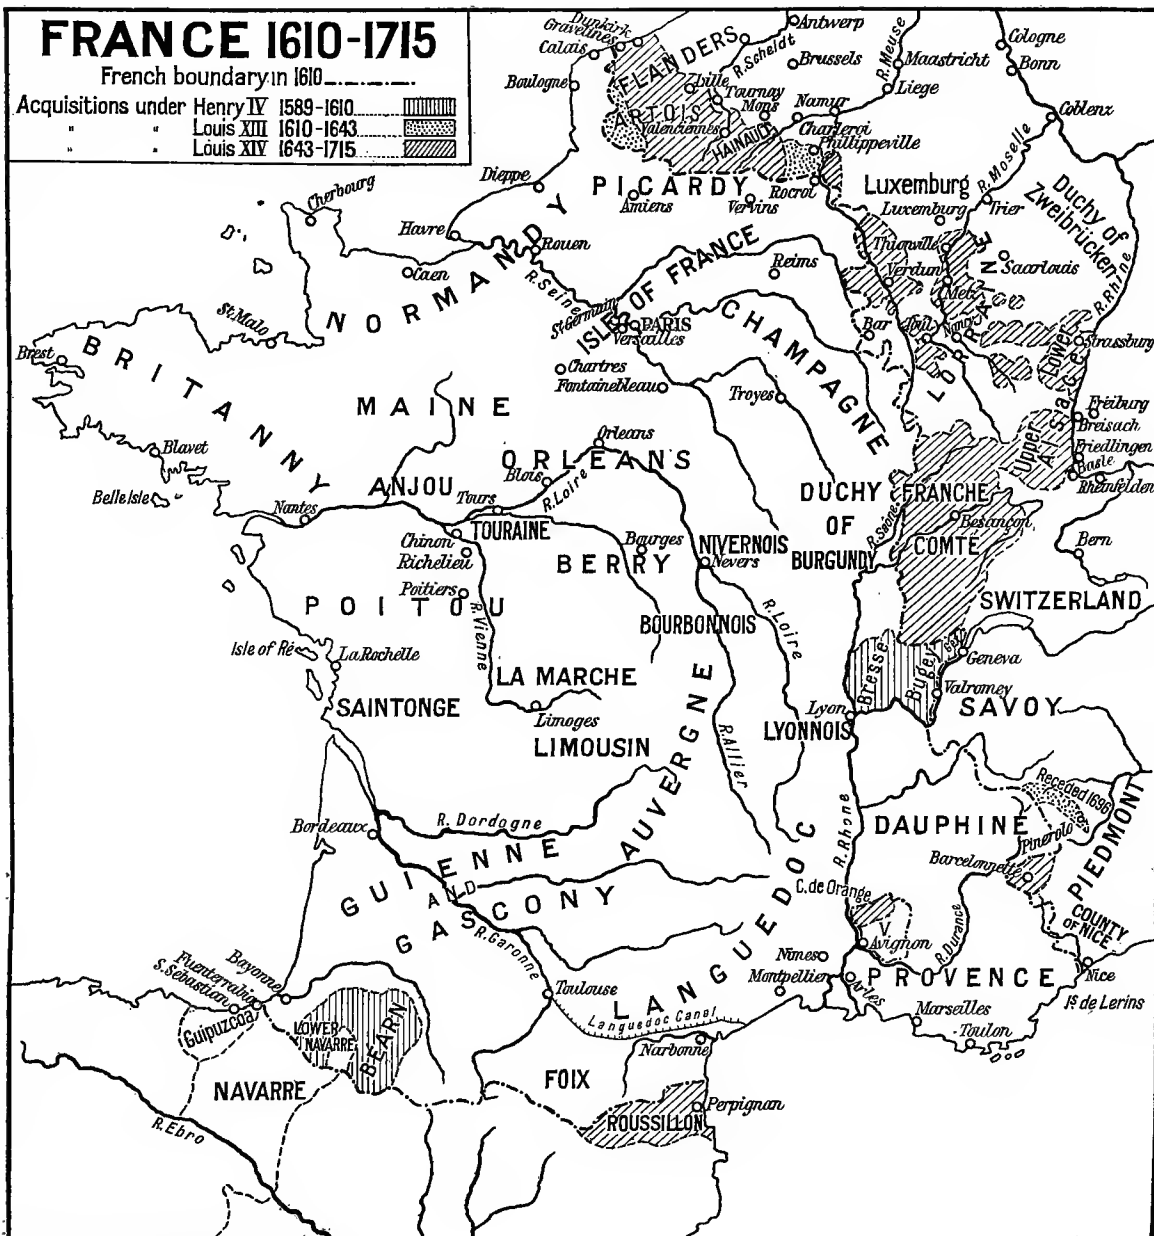 FRANCE 1610-1715
French boundary in 1610
Acquisitions under Henry IV 1589-1610
" " Louis XIII 1610-1643
" " Louis XIV 1643-1715
Dunkirk
Gravelines
Calais
Boulogne
FLANDERS
R. Scheldt
Antwerp
Brussels
R. Meuse
Maastricht
Liege
Cologne
Bonn
Coblenz
Lille
Tournay
Mons
Namur
ARTOIS
Valenciennes
HAINAUT
Charleroi
Phillippeville
Rocroi
Dieppe
PICARDY
Amiens
Vervins
Luxemburg
Luxemburg
R. Moselle
Trier
Duchy of
Zweibrücken
R. Rhine
Cherbourg
Havre
Rouen
Caen
NORMANDY
R. Seine
ISLE OF FRANCE
Reims
Thionville
Verdun
Metz
Saarlouis
LORRAINE
St. Malo
St Germain
PARIS
Versailles
CHAMPAGNE
Bar
Toul
Nancy
Lower
Upper
Alsace
Strassburg
Brest
BRITANNY
Chartres
Fontainebleau
Troyes
MAINE
Freiburg
Breisach
Friedlingen
Basle
Rheinfelden
Blavet
Belle Isle
Orleans
ORLEANS
Blois
R. Loire
ANJOU
Tours
TOURAINE
Nantes
Chinon
Richelieu
BERRY
Bourges
NIVERNOIS
Nevers
DUCHY
OF
BURGUNDY
R. Saone
FRANCHE
COMTÉ
Besançon
Bern
SWITZERLAND
Poitiers
POITOU
R. Vienne
BOURBONNOIS
R. Loire
Isle of Ré
La Rochelle
LA MARCHE
SAINTONGE
Limoges
LIMOUSIN
AUVERGNE
R. Allier
Lyon
LYONNOIS
Bresse
Bugey
Gex
Geneva
Valromey
SAVOY
Bordeaux
R. Dordogne
GUIENNE
AND
GASCONY
R. Garonne
R. Rhone
DAUPHINE
Receded 1696
Pinerolo
Barcelonnette
PIEDMONT
C. de Orange
V.
Avignon
R. Durance
COUNTY
OF NICE
Nice
Is. de Lerins
LANGUEDOC
Nimes
Montpellier
Arles
PROVENCE
Marseilles
Toulon
Bayonne
Fuenterrabia
S. Sebastian
Guipuzcoa
LOWER
NAVARRE
BEARN
Toulouse
Languedoc Canal
Narbonne
NAVARRE
FOIX
ROUSSILLON
Perpignan
R. Ebro